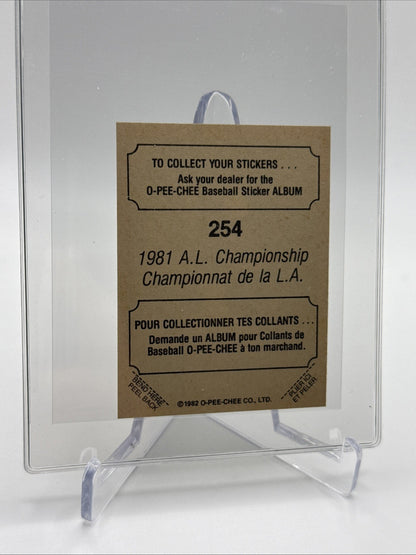 TO COLLECT YOUR STICKERS . . .
Ask your dealer for the
O-PEE-CHEE Baseball Sticker ALBUM
254
1981 A.L. Championship
Championnat de la L.A.
POUR COLLECTIONNER TES COLLANTS . . .
Demande un ALBUM pour Collants de
Baseball O-PEE-CHEE à ton marchand.
BEND HERE
PEEL BACK
PLIER ICI
ET PELER
©1982 O-PEE-CHEE CO., LTD.